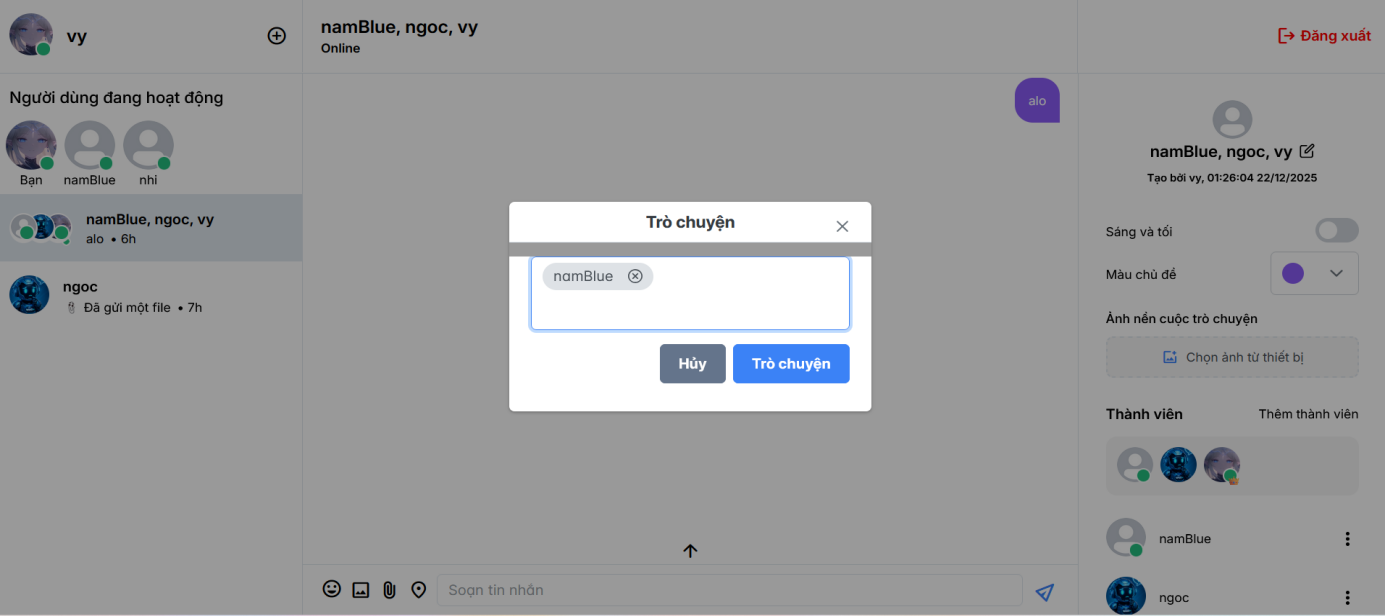 vy
namBlue, ngoc, vy
Online
Đăng xuất
Người dùng đang hoạt động
Bạn
namBlue
nhi
namBlue, ngoc, vy
alo • 6h
ngoc
Đã gửi một file • 7h
alo
Trò chuyện
namBlue
Hủy
Trò chuyện
Soạn tin nhắn
namBlue, ngoc, vy
Tạo bởi vy, 01:26:04 22/12/2025
Sáng và tối
Màu chủ đề
Ảnh nền cuộc trò chuyện
Chọn ảnh từ thiết bị
Thành viên
Thêm thành viên
namBlue
ngoc